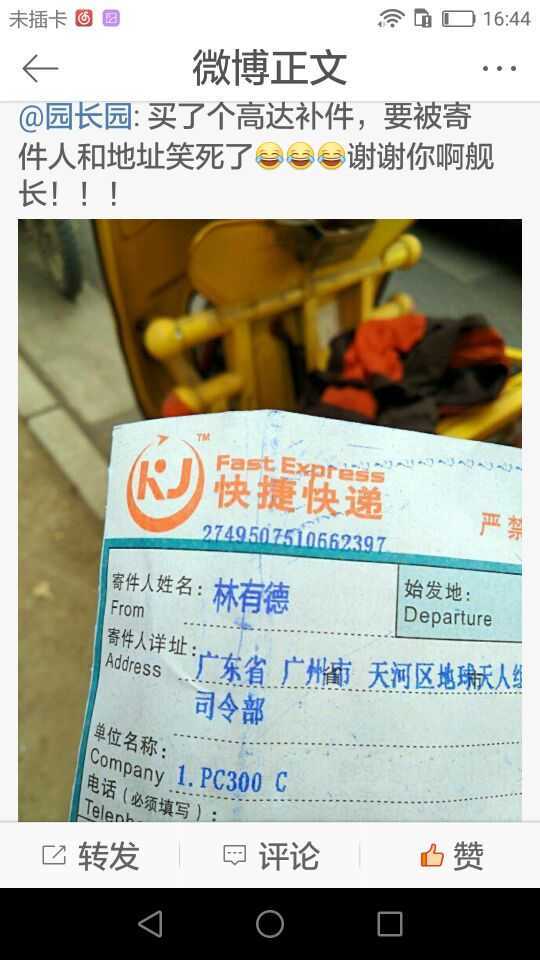 未插卡 16:44
微博正文
@园长园: 买了个高达补件，要被寄
件人和地址笑死了😂😂😂谢谢你啊舰
长！！！
KJ TM
Fast Express
快捷快递
2749507510662397
严禁
寄件人姓名: 林有德
From
始发地:
Departure
寄件人详址:
Address
广东省 广州市 天河区地球天人组
司令部
单位名称:
Company 1.PC300 C
电话（必须填写）:
Teleph
转发 评论 赞